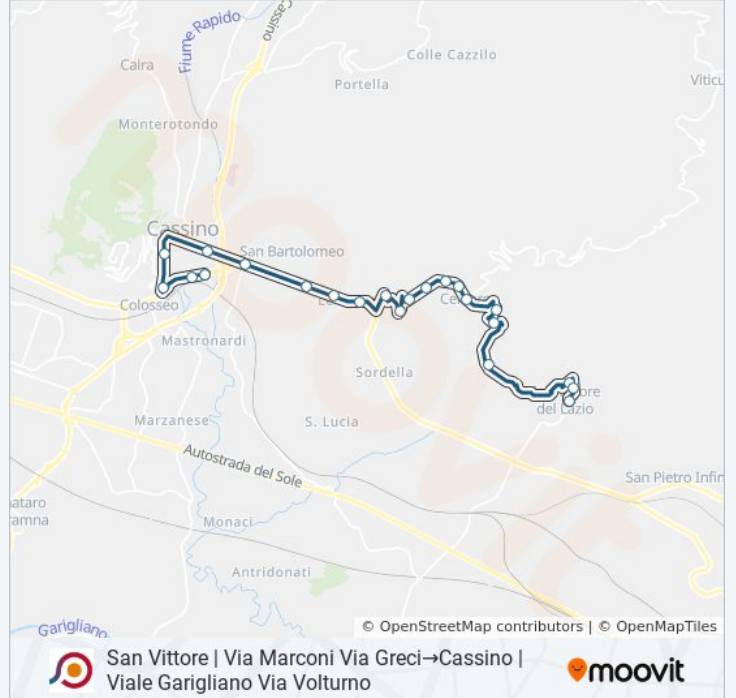 Fiume Rapido
Cassino
Caira
Colle Cazzilo
Portella
Monterotondo
Cassino
San Bartolomeo
Colosseo
Mastronardi
Sordella
Marzanese
S. Lucia
del Lazio
Autostrada del Sole
San Pietro Infin
Monaci
Antridonati
Garigliano
© OpenStreetMap contributors | © OpenMapTiles
San Vittore | Via Marconi Via Greci→Cassino |
Viale Garigliano Via Volturno
moovit